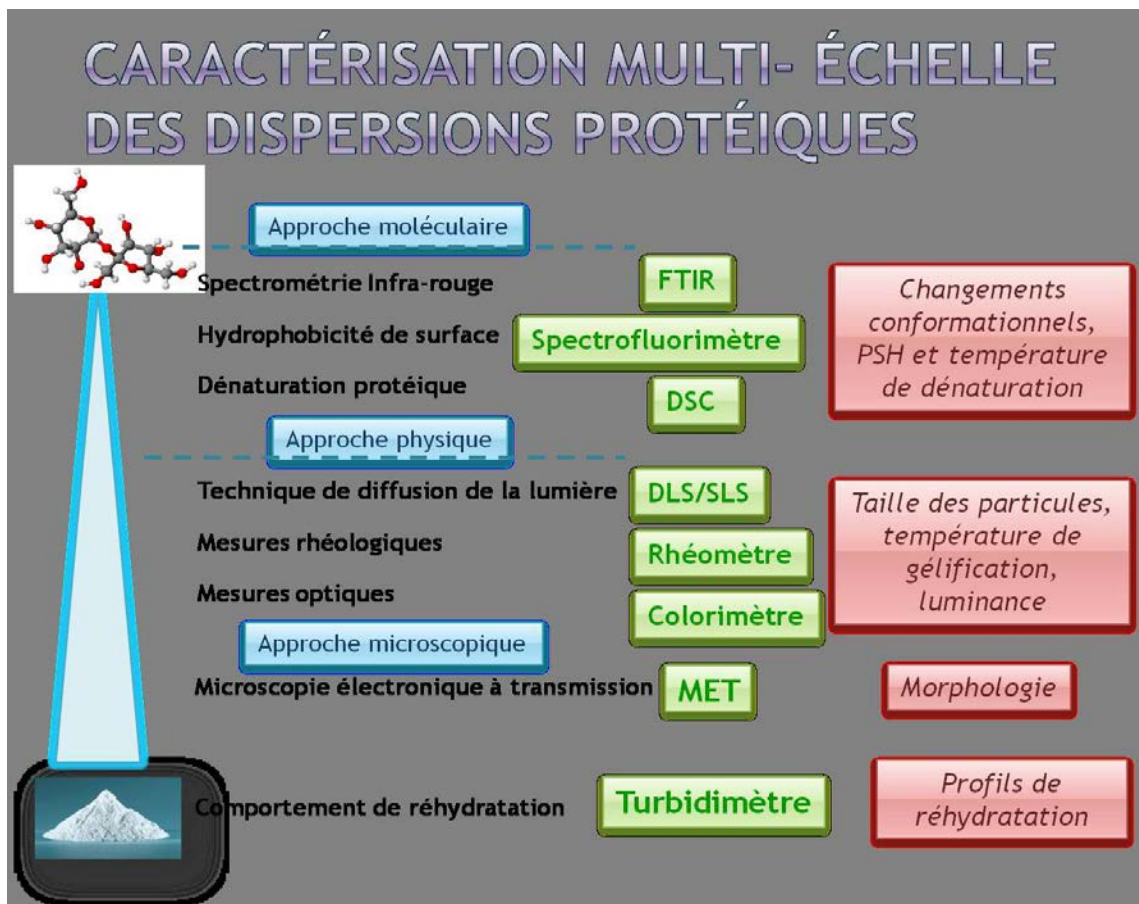 CARACTÉRISATION MULTI- ÉCHELLE
DES DISPERSIONS PROTÉIQUES
Approche moléculaire
Spectrométrie Infra-rouge
FTIR
Hydrophobicité de surface
Spectrofluorimètre
Dénaturation protéique
DSC
Changements
conformationnels,
PSH et température
de dénaturation
Approche physique
Technique de diffusion de la lumière
DLS/SLS
Mesures rhéologiques
Rhéomètre
Mesures optiques
Colorimètre
Taille des particules,
température de
gélification,
luminance
Approche microscopique
Microscopie électronique à transmission
MET
Morphologie
Comportement de réhydratation
Turbidimètre
Profils de
réhydratation